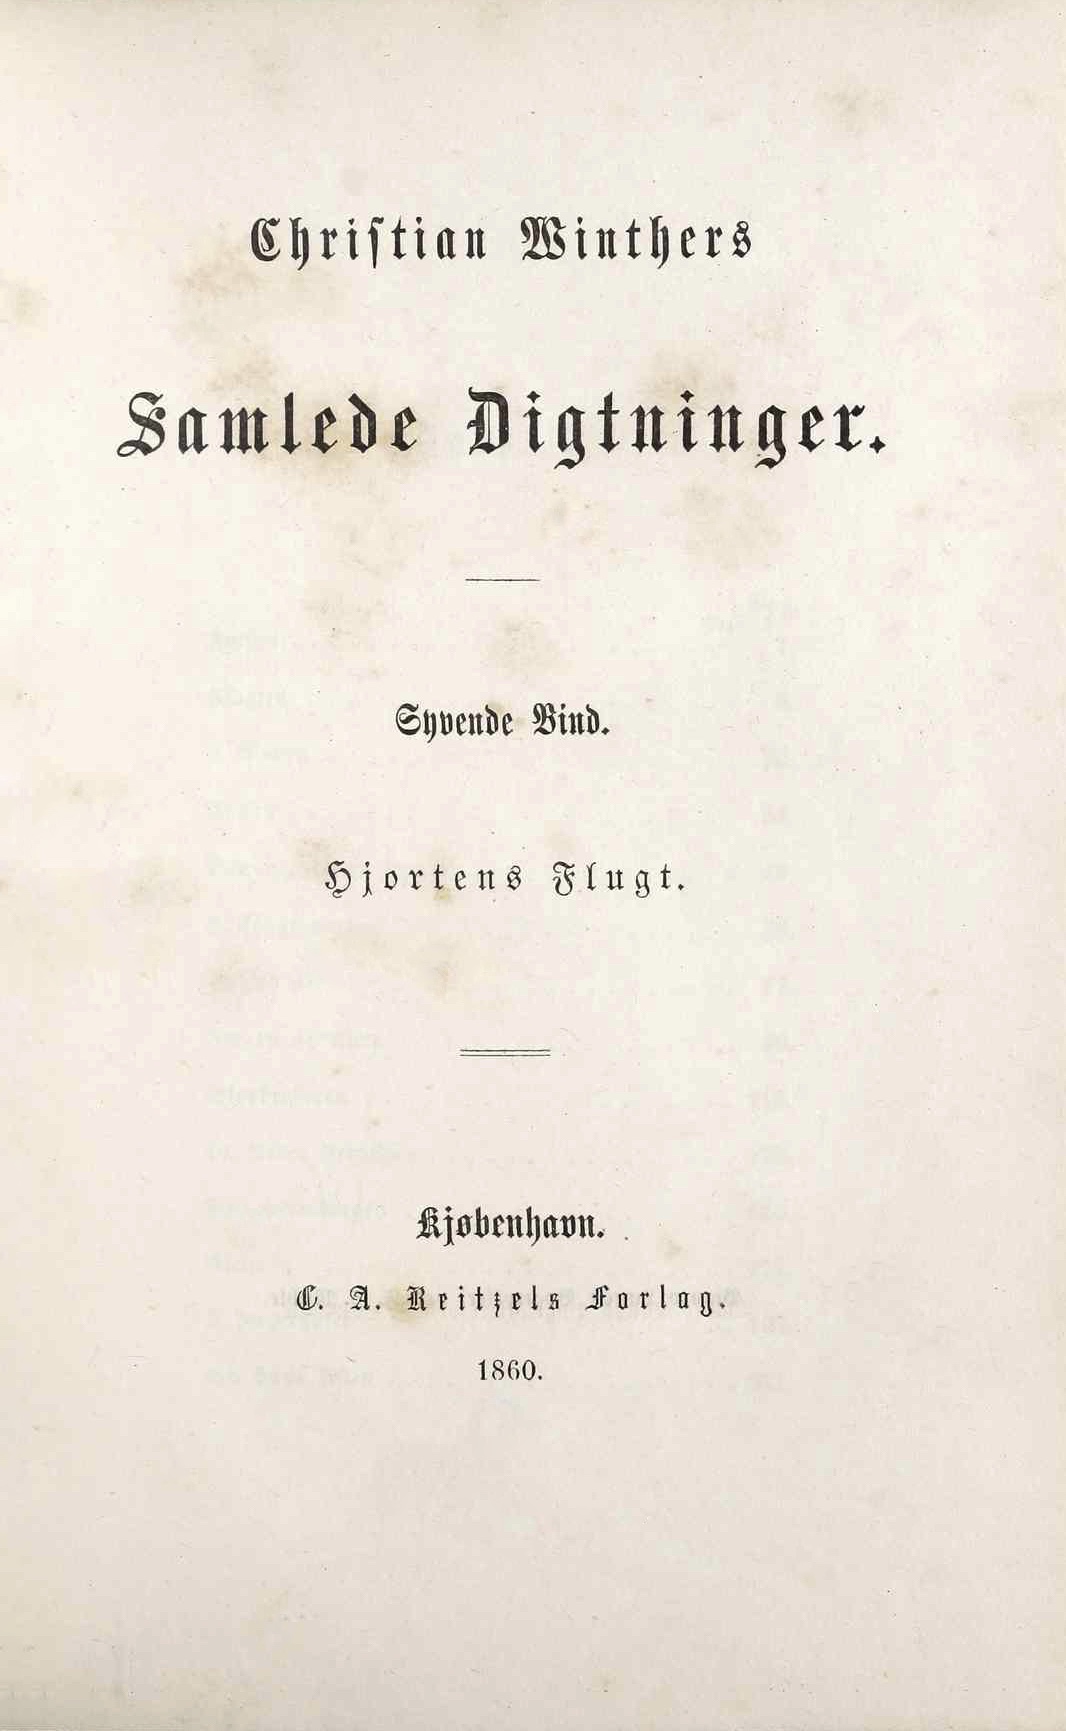 Christian Winthers
Samlede Digtninger.
Syvende Bind.
Hjortens Flugt.
Kjøbenhavn.
C. A. Reitzels Forlag.
1860.